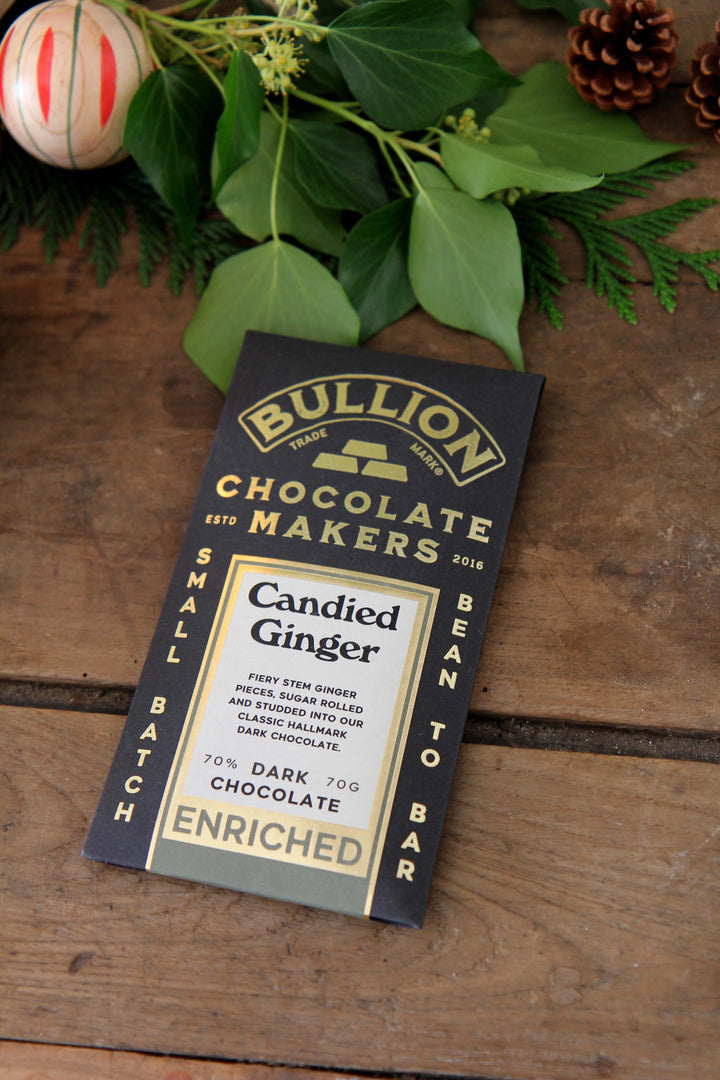 BULLION
TRADE MARK®
CHOCOLATE
ESTD MAKERS 2016
SMALL BATCH
BEAN TO BAR
Candied
Ginger
FIERY STEM GINGER
PIECES, SUGAR ROLLED
AND STUDDED INTO OUR
CLASSIC HALLMARK
DARK CHOCOLATE.
70% DARK 70G
CHOCOLATE
ENRICHED